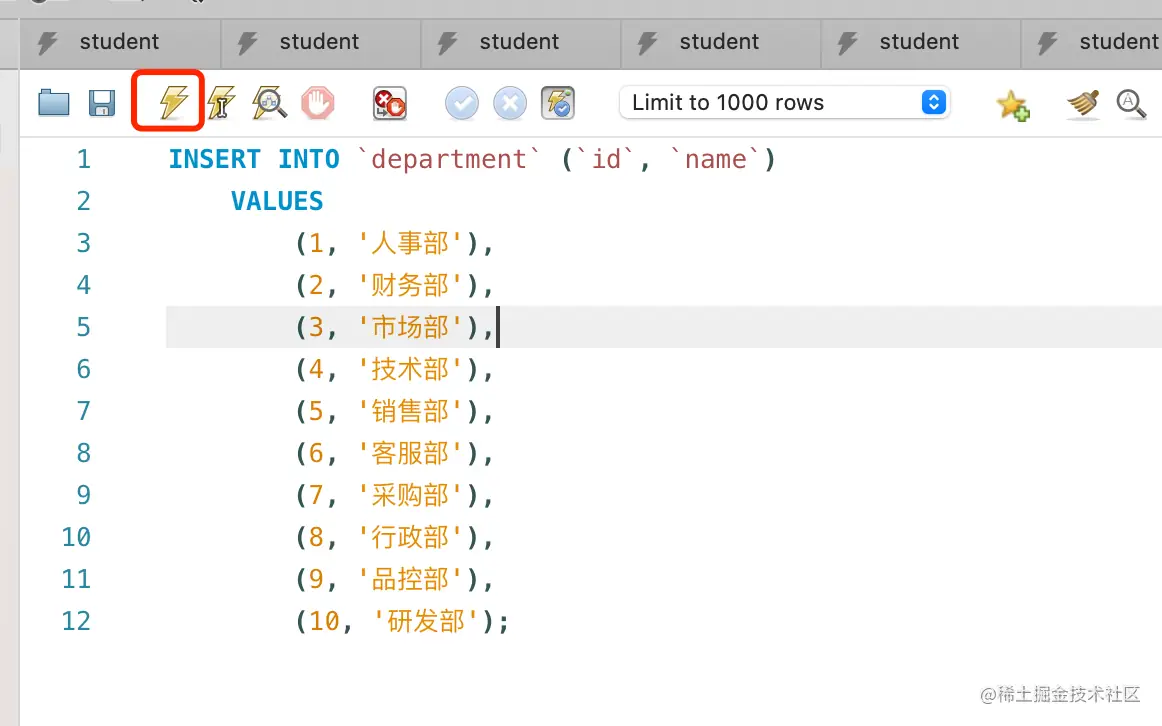 student student student student student student
Limit to 1000 rows
1 INSERT INTO `department` (`id`, `name`)
2 VALUES
3 (1, '人事部'),
4 (2, '财务部'),
5 (3, '市场部'),
6 (4, '技术部'),
7 (5, '销售部'),
8 (6, '客服部'),
9 (7, '采购部'),
10 (8, '行政部'),
11 (9, '品控部'),
12 (10, '研发部');
@稀土掘金技术社区